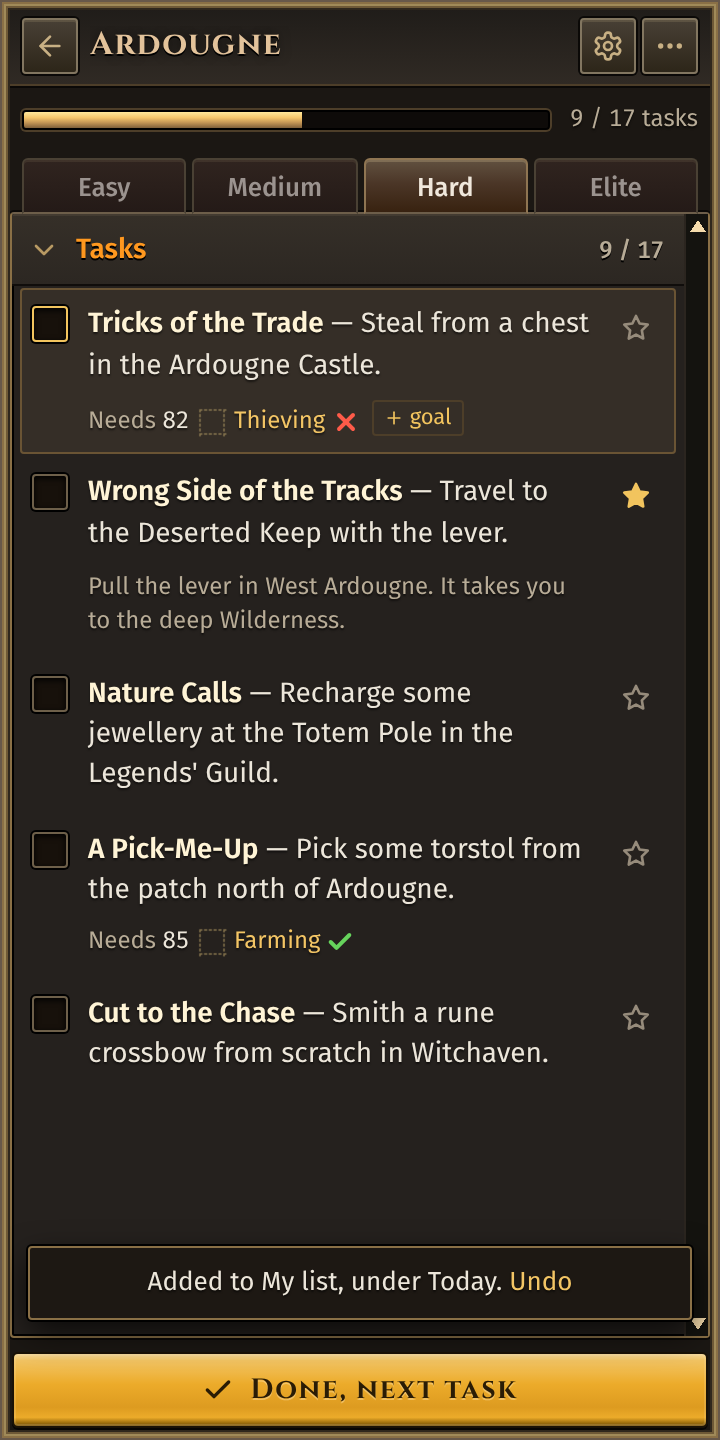 Ardougne
9 / 17 tasks
Easy
Medium
Hard
Elite
Tasks
9 / 17
Tricks of the Trade — Steal from a chest
in the Ardougne Castle.
Needs 82 Thieving
+ goal
Wrong Side of the Tracks — Travel to
the Deserted Keep with the lever.
Pull the lever in West Ardougne. It takes you
to the deep Wilderness.
Nature Calls — Recharge some
jewellery at the Totem Pole in the
Legends' Guild.
A Pick-Me-Up — Pick some torstol from
the patch north of Ardougne.
Needs 85 Farming
Cut to the Chase — Smith a rune
crossbow from scratch in Witchaven.
Added to My list, under Today. Undo
Done, next task